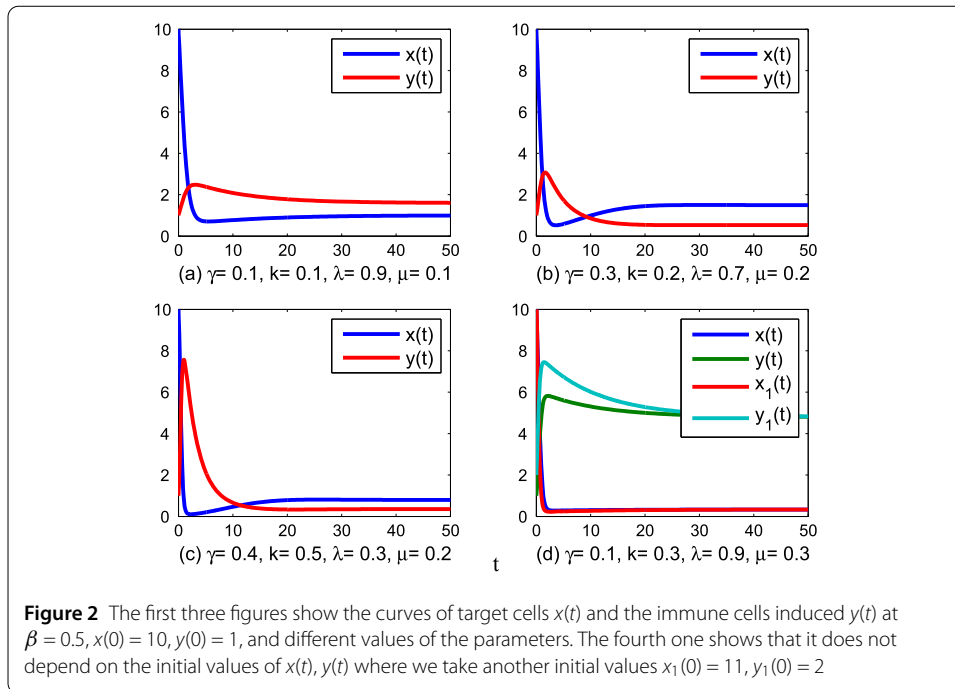 10
8
6
4
2
0
x(t)
y(t)
0 10 20 30 40 50
(a) γ= 0.1, k= 0.1, λ= 0.9, μ= 0.1
10
8
6
4
2
0
x(t)
y(t)
0 10 20 30 40 50
(b) γ= 0.3, k= 0.2, λ= 0.7, μ= 0.2
10
8
6
4
2
0
x(t)
y(t)
0 10 20 30 40 50
(c) γ= 0.4, k= 0.5, λ= 0.3, μ= 0.2
10
8
6
4
2
0
x(t)
y(t)
x_1(t)
y_1(t)
0 10 20 30 40 50
(d) γ= 0.1, k= 0.3, λ= 0.9, μ= 0.3
t
Figure 2 The first three figures show the curves of target cells x(t) and the immune cells induced y(t) at
β = 0.5, x(0) = 10, y(0) = 1, and different values of the parameters. The fourth one shows that it does not
depend on the initial values of x(t), y(t) where we take another initial values x₁(0) = 11, y₁(0) = 2